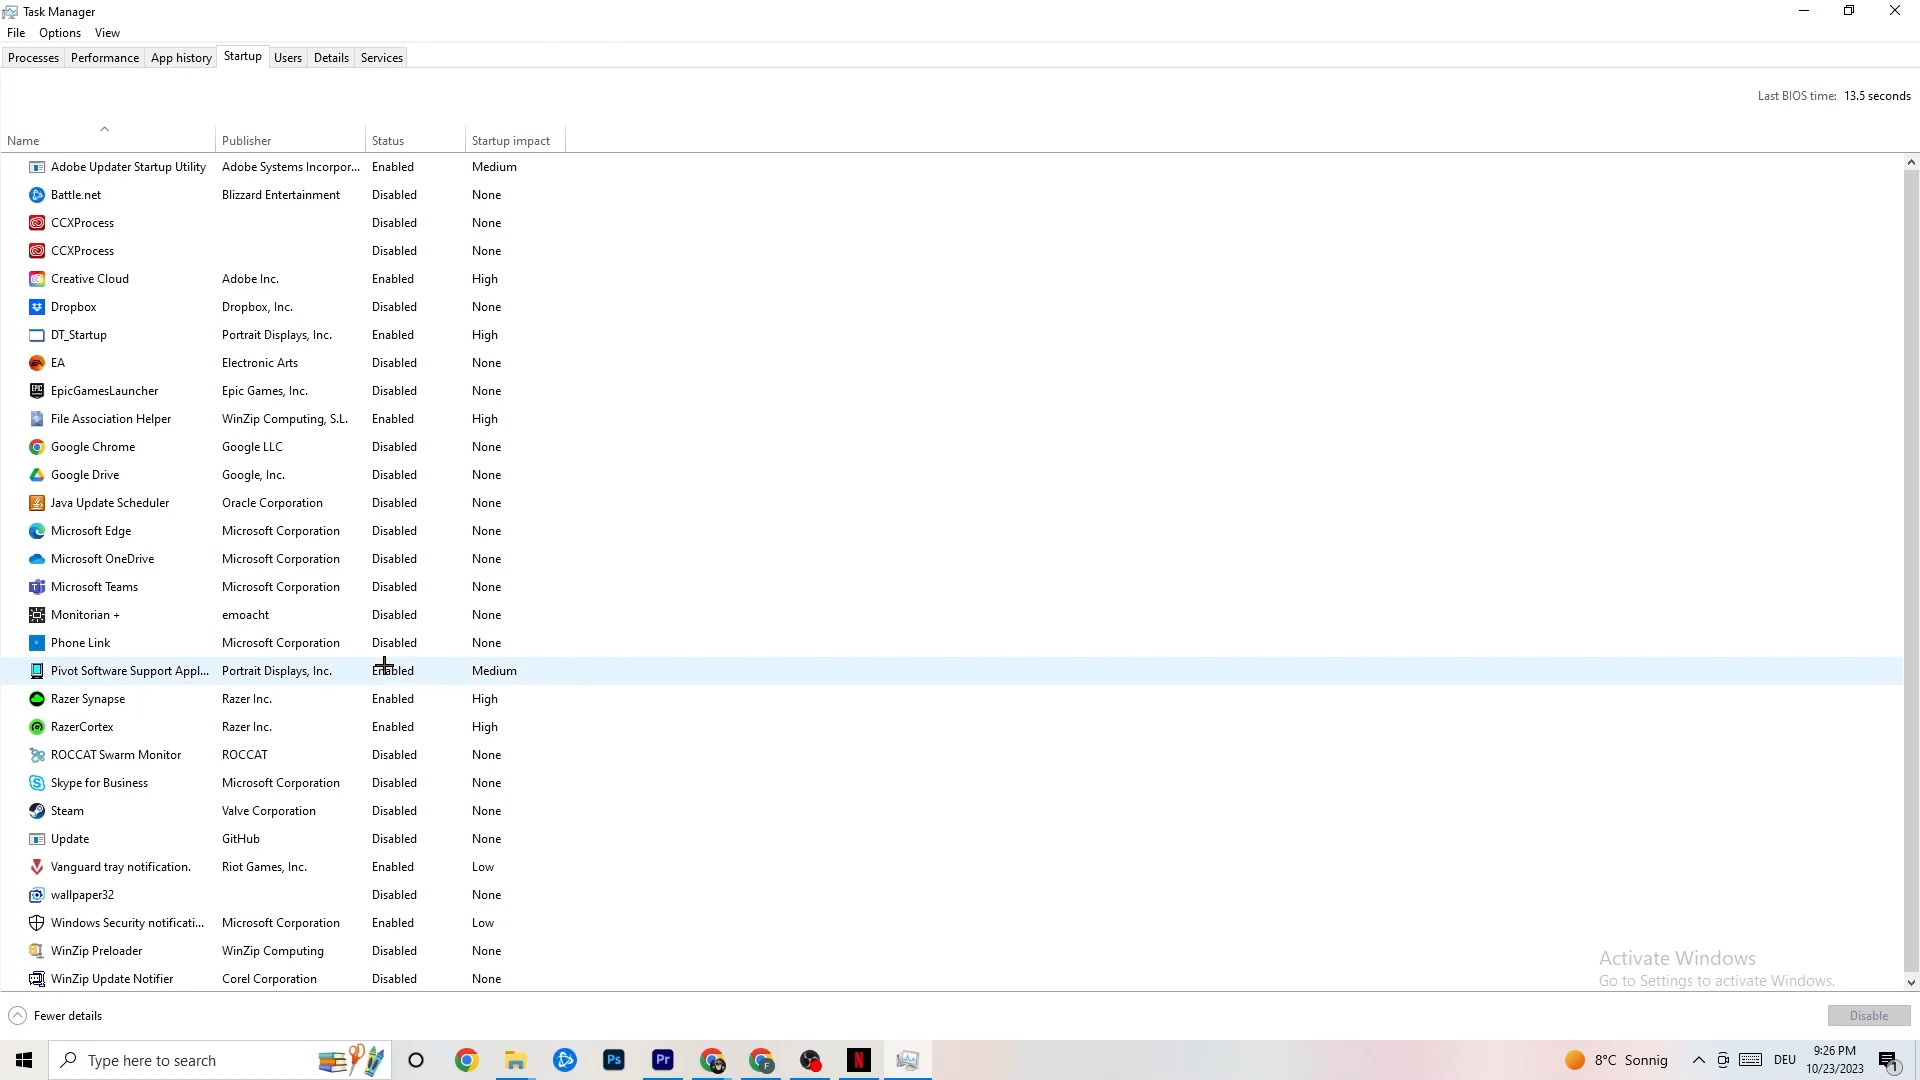 Task Manager
File Options View
Processes Performance App history Startup Users Details Services
Last BIOS time: 13.5 seconds
Name Publisher Status Startup impact
Adobe Updater Startup Utility Adobe Systems Incorpor... Enabled Medium
Battle.net Blizzard Entertainment Disabled None
CCXProcess Disabled None
CCXProcess Disabled None
Creative Cloud Adobe Inc. Enabled High
Dropbox Dropbox, Inc. Disabled None
DT_Startup Portrait Displays, Inc. Enabled High
EA Electronic Arts Disabled None
EpicGamesLauncher Epic Games, Inc. Disabled None
File Association Helper WinZip Computing, S.L. Enabled High
Google Chrome Google LLC Disabled None
Google Drive Google, Inc. Disabled None
Java Update Scheduler Oracle Corporation Disabled None
Microsoft Edge Microsoft Corporation Disabled None
Microsoft OneDrive Microsoft Corporation Disabled None
Microsoft Teams Microsoft Corporation Disabled None
Monitorian + emoacht Disabled None
Phone Link Microsoft Corporation Disabled None
Pivot Software Support Appl... Portrait Displays, Inc. Enabled Medium
Razer Synapse Razer Inc. Enabled High
RazerCortex Razer Inc. Enabled High
ROCCAT Swarm Monitor ROCCAT Disabled None
Skype for Business Microsoft Corporation Disabled None
Steam Valve Corporation Disabled None
Update GitHub Disabled None
Vanguard tray notification. Riot Games, Inc. Enabled Low
wallpaper32 Disabled None
Windows Security notificati... Microsoft Corporation Enabled Low
WinZip Preloader WinZip Computing Disabled None
WinZip Update Notifier Corel Corporation Disabled None
Activate Windows
Go to Settings to activate Windows.
Fewer details Disable
Type here to search Ps Pr F N 8°C Sonnig DEU 9:26 PM
10/23/2023 1